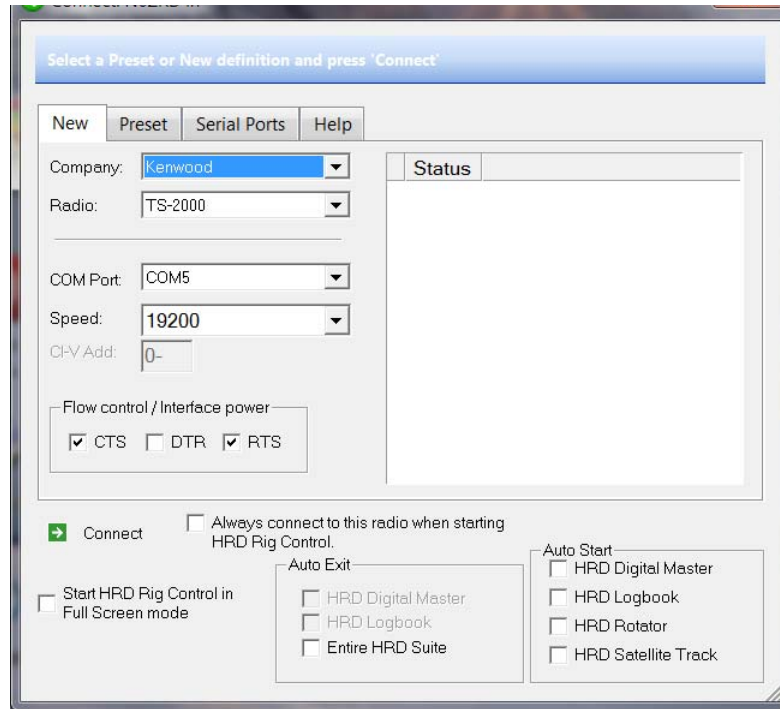 Select a Preset or New definition and press 'Connect'
New Preset Serial Ports Help
Company: Kenwood
Radio: TS-2000
COM Port: COM5
Speed: 19200
CI-V Add: 0-
Flow control / Interface power
CTS DTR RTS
Status
Connect
Always connect to this radio when starting
HRD Rig Control.
Start HRD Rig Control in
Full Screen mode
Auto Exit
HRD Digital Master
HRD Logbook
Entire HRD Suite
Auto Start
HRD Digital Master
HRD Logbook
HRD Rotator
HRD Satellite Track